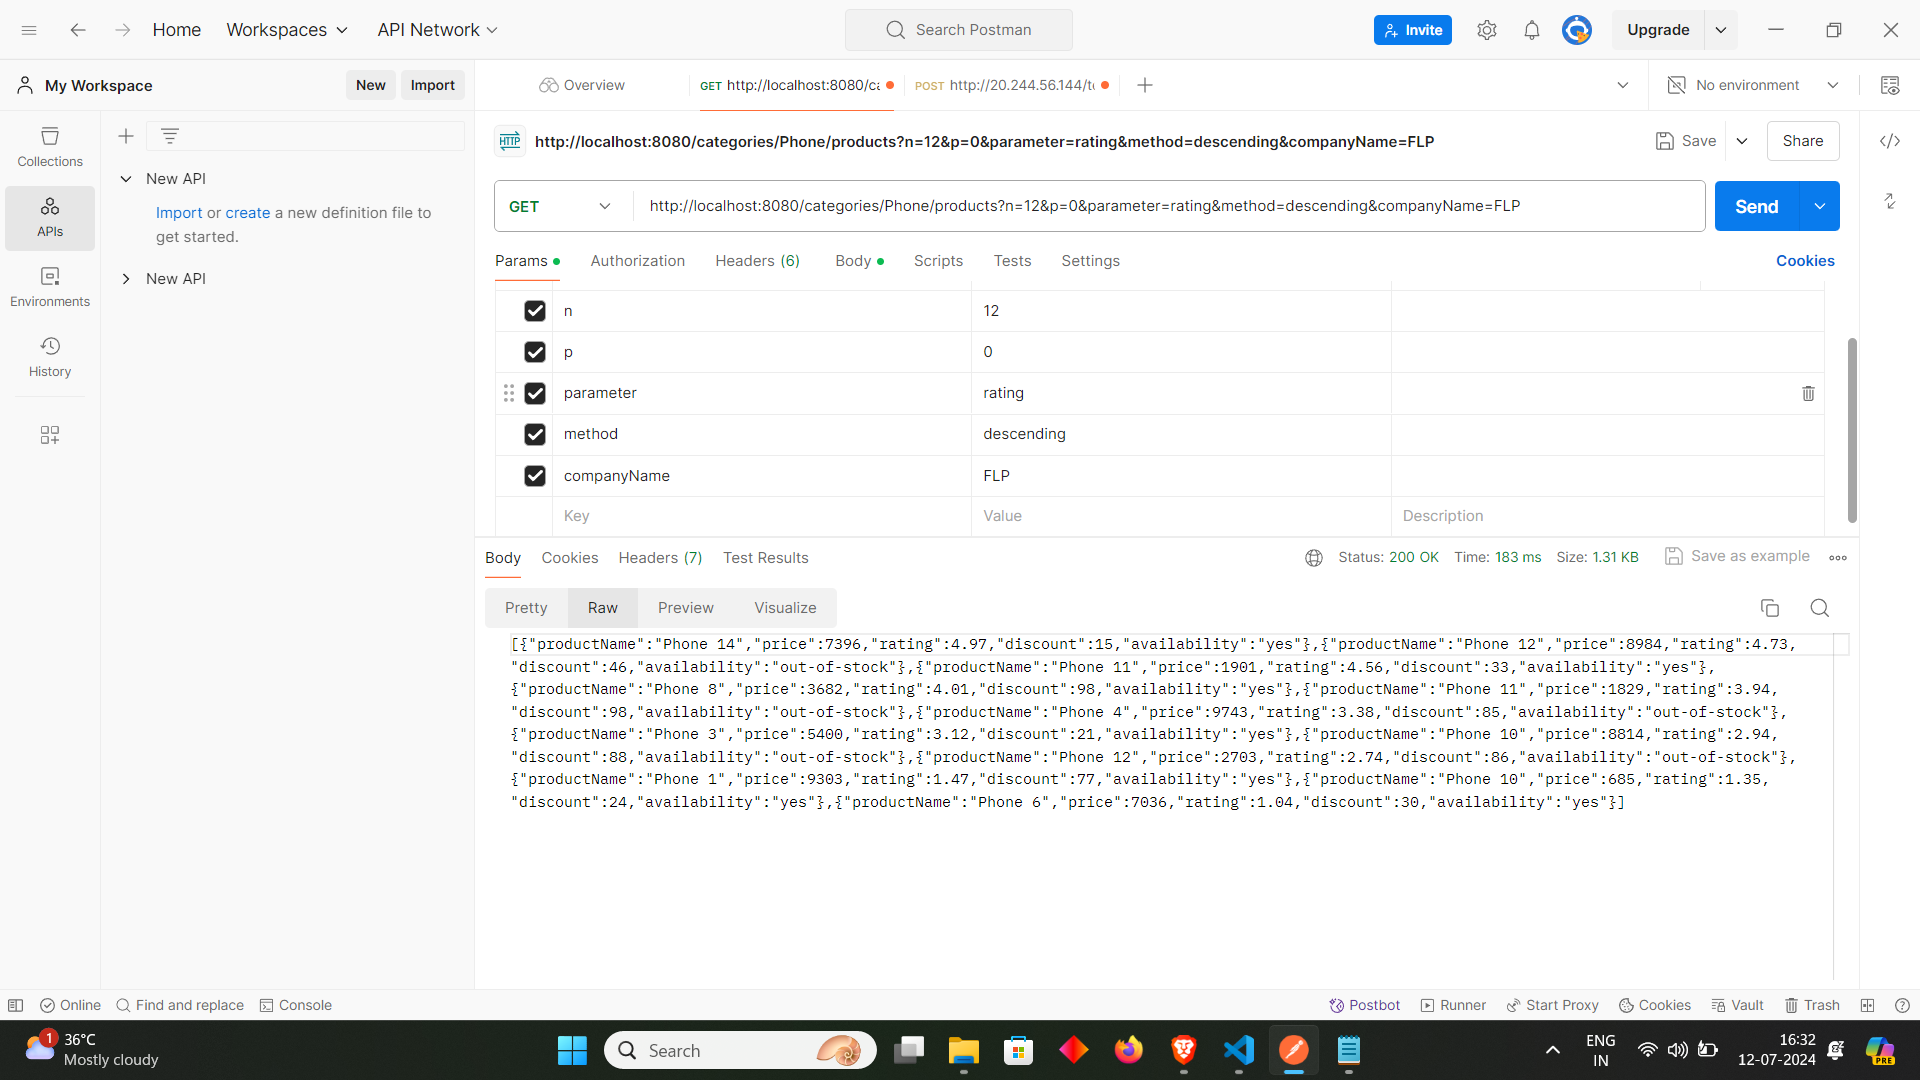 Home
Workspaces
API Network
Search Postman
Invite
Upgrade
My Workspace
New
Import
Overview
GET http://localhost:8080/ca
POST http://20.244.56.144/te
No environment
Collections
APIs
Environments
History
New API
Import or create a new definition file to
get started.
New API
HTTP
http://localhost:8080/categories/Phone/products?n=12&p=0&parameter=rating&method=descending&companyName=FLP
Save
Share
GET
http://localhost:8080/categories/Phone/products?n=12&p=0&parameter=rating&method=descending&companyName=FLP
Send
Params
Authorization
Headers (6)
Body
Scripts
Tests
Settings
Cookies
n 12
p 0
parameter rating
method descending
companyName FLP
Key Value Description
Body
Cookies
Headers (7)
Test Results
Status: 200 OK
Time: 183 ms
Size: 1.31 KB
Save as example
Pretty
Raw
Preview
Visualize
[{"productName":"Phone 14","price":7396,"rating":4.97,"discount":15,"availability":"yes"},{"productName":"Phone 12","price":8984,"rating":4.73,
"discount":46,"availability":"out-of-stock"},{"productName":"Phone 11","price":1901,"rating":4.56,"discount":33,"availability":"yes"},
{"productName":"Phone 8","price":3682,"rating":4.01,"discount":98,"availability":"yes"},{"productName":"Phone 11","price":1829,"rating":3.94,
"discount":98,"availability":"out-of-stock"},{"productName":"Phone 4","price":9743,"rating":3.38,"discount":85,"availability":"out-of-stock"},
{"productName":"Phone 3","price":5400,"rating":3.12,"discount":21,"availability":"yes"},{"productName":"Phone 10","price":8814,"rating":2.94,
"discount":88,"availability":"out-of-stock"},{"productName":"Phone 12","price":2703,"rating":2.74,"discount":86,"availability":"out-of-stock"},
{"productName":"Phone 1","price":9303,"rating":1.47,"discount":77,"availability":"yes"},{"productName":"Phone 10","price":685,"rating":1.35,
"discount":24,"availability":"yes"},{"productName":"Phone 6","price":7036,"rating":1.04,"discount":30,"availability":"yes"}]
Online
Find and replace
Console
Postbot
Runner
Start Proxy
Cookies
Vault
Trash
1
36°C
Mostly cloudy
Search
ENG
IN
16:32
12-07-2024
PRE